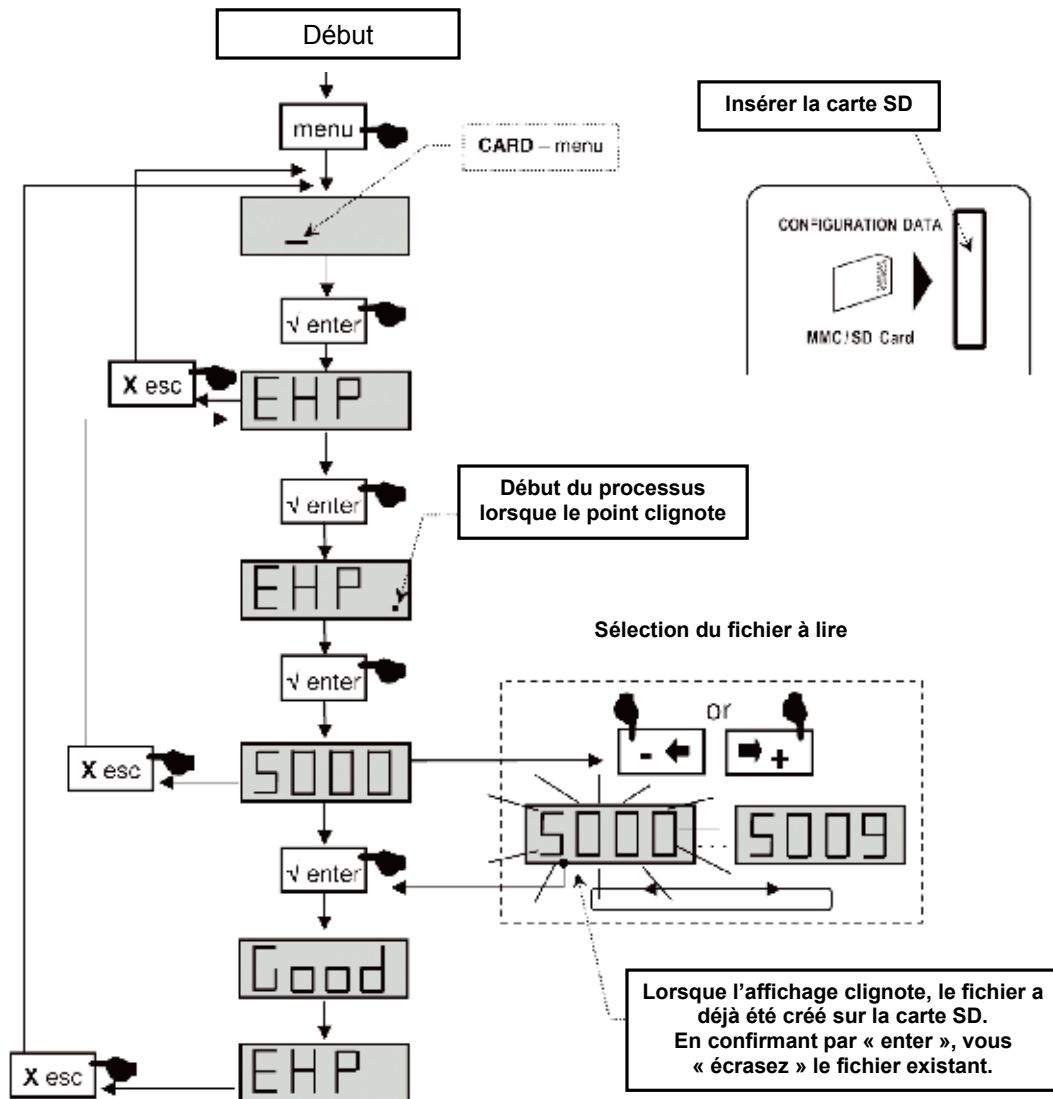 Début
menu
CARD – menu
Insérer la carte SD
CONFIGURATION DATA
MMC/SD Card
√ enter
X esc
EHP
√ enter
Début du processus
lorsque le point clignote
EHP.
Sélection du fichier à lire
√ enter
or
- +
X esc
S000
S000
S009
√ enter
Good
Lorsque l’affichage clignote, le fichier a
déjà été créé sur la carte SD.
En confirmant par « enter », vous
« écrasez » le fichier existant.
X esc
EHP